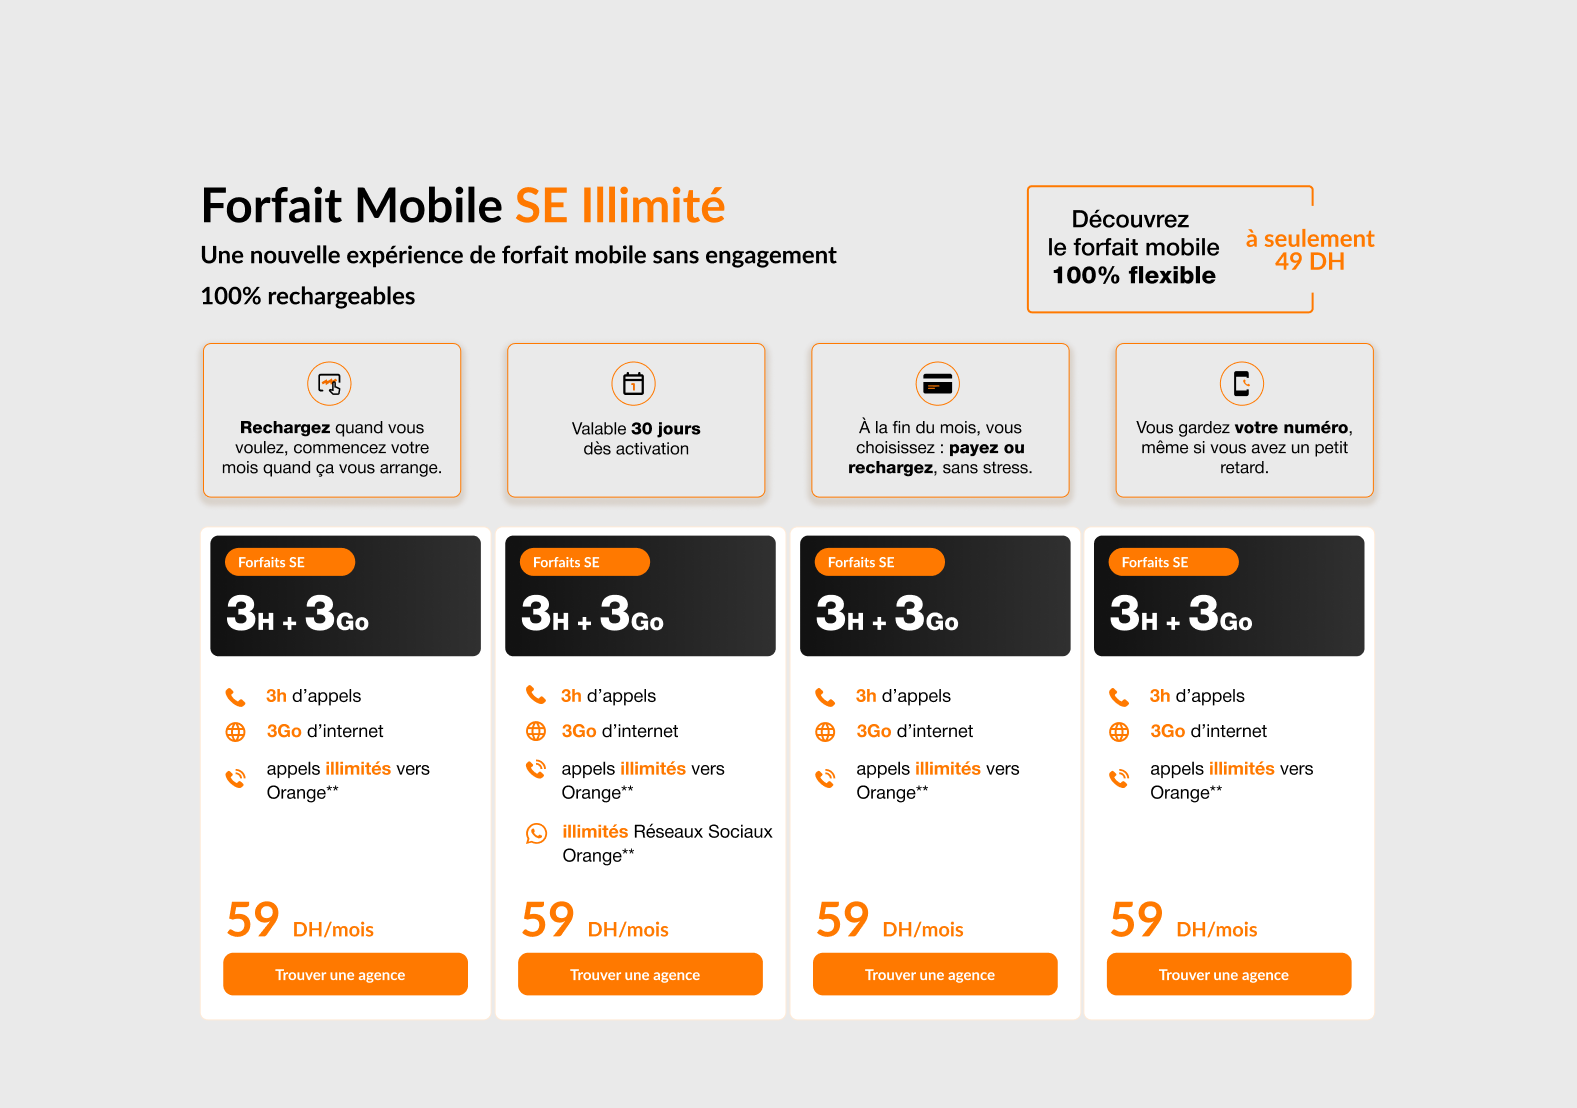 Forfait Mobile SE Illimité
Une nouvelle expérience de forfait mobile sans engagement
100% rechargeables
Découvrez
le forfait mobile
100% flexible
à seulement
49 DH
Rechargez quand vous
voulez, commencez votre
mois quand ça vous arrange.
Valable 30 jours
dès activation
À la fin du mois, vous
choisissez : payez ou
rechargez, sans stress.
Vous gardez votre numéro,
même si vous avez un petit
retard.
Forfaits SE
3H + 3Go
3h d’appels
3Go d’internet
appels illimités vers
Orange**
59 DH/mois
Trouver une agence
Forfaits SE
3H + 3Go
3h d’appels
3Go d’internet
appels illimités vers
Orange**
illimités Réseaux Sociaux
Orange**
59 DH/mois
Trouver une agence
Forfaits SE
3H + 3Go
3h d’appels
3Go d’internet
appels illimités vers
Orange**
59 DH/mois
Trouver une agence
Forfaits SE
3H + 3Go
3h d’appels
3Go d’internet
appels illimités vers
Orange**
59 DH/mois
Trouver une agence